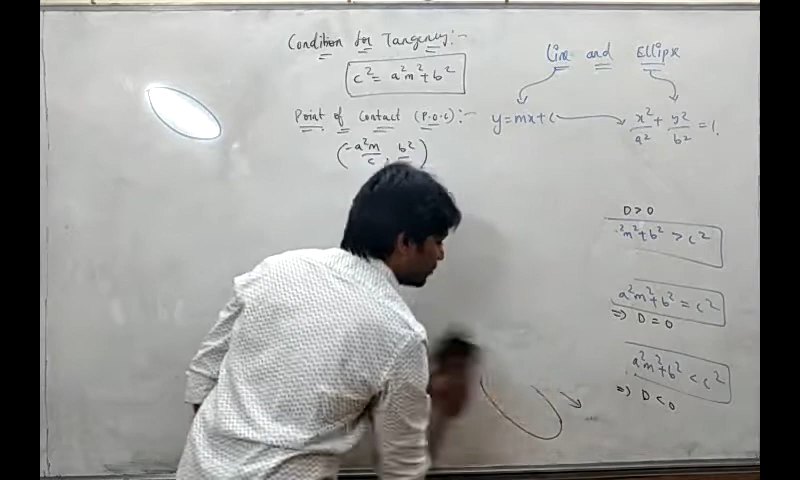 Condition for Tangency:-
c² = a²m²+b²
Point of Contact (P.O.C) :-
(-a²m/c, b²
Line and Ellipse
y=mx+c
x²/a² + y²/b² = 1.
D>0
²m²+b² > c²
a²m²+b² = c²
⇒ D = 0
a²m²+b² < c²
⇒ D < 0